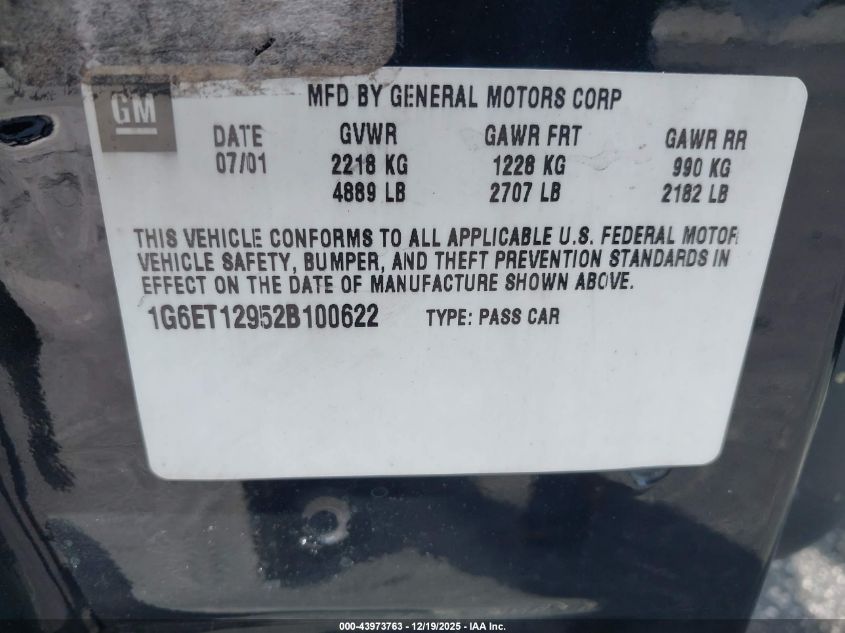 GM
MFD BY GENERAL MOTORS CORP
DATE GVWR GAWR FRT GAWR RR
07/01 2218 KG 1228 KG 990 KG
4889 LB 2707 LB 2182 LB
THIS VEHICLE CONFORMS TO ALL APPLICABLE U.S. FEDERAL MOTOR
VEHICLE SAFETY, BUMPER, AND THEFT PREVENTION STANDARDS IN
EFFECT ON THE DATE OF MANUFACTURE SHOWN ABOVE.
1G6ET12952B100622 TYPE: PASS CAR
000-43973763 - 12/19/2025 - IAA Inc.